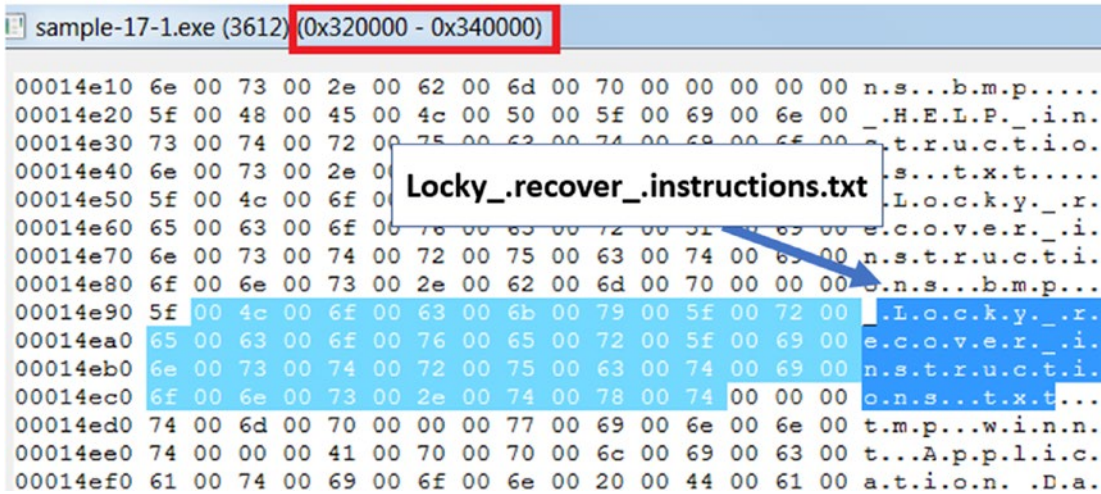 sample-17-1.exe (3612) (0x320000 - 0x340000)
00014e10 6e 00 73 00 2e 00 62 00 6d 00 70 00 00 00 00 00 n.s...b.m.p.....
00014e20 5f 00 48 00 45 00 4c 00 50 00 5f 00 69 00 6e 00 _.H.E.L.P._.i.n.
00014e30 73 00 74 00 72 00 75 00 63 00 74 00 69 00 6f 00 s.t.r.u.c.t.i.o.
00014e40 6e 00 73 00 2e .s...t.x.t.....
Locky_.recover_.instructions.txt
00014e50 5f 00 4c 00 6f .L.o.c.k.y._.r.
00014e60 65 00 63 00 6f 00 76 00 65 00 72 00 5f 00 69 00 e.c.o.v.e.r._.i.
00014e70 6e 00 73 00 74 00 72 00 75 00 63 00 74 00 69 00 n.s.t.r.u.c.t.i.
00014e80 6f 00 6e 00 73 00 2e 00 62 00 6d 00 70 00 00 00 o.n.s...b.m.p...
00014e90 5f 00 4c 00 6f 00 63 00 6b 00 79 00 5f 00 72 00 _.L.o.c.k.y._.r.
00014ea0 65 00 63 00 6f 00 76 00 65 00 72 00 5f 00 69 00 e.c.o.v.e.r._.i.
00014eb0 6e 00 73 00 74 00 72 00 75 00 63 00 74 00 69 00 n.s.t.r.u.c.t.i.
00014ec0 6f 00 6e 00 73 00 2e 00 74 00 78 00 74 00 00 00 o.n.s...t.x.t...
00014ed0 74 00 6d 00 70 00 00 00 77 00 69 00 6e 00 6e 00 t.m.p...w.i.n.n.
00014ee0 74 00 00 00 41 00 70 00 70 00 6c 00 69 00 63 00 t...A.p.p.l.i.c.
00014ef0 61 00 74 00 69 00 6f 00 6e 00 20 00 44 00 61 00 a.t.i.o.n. .D.a.